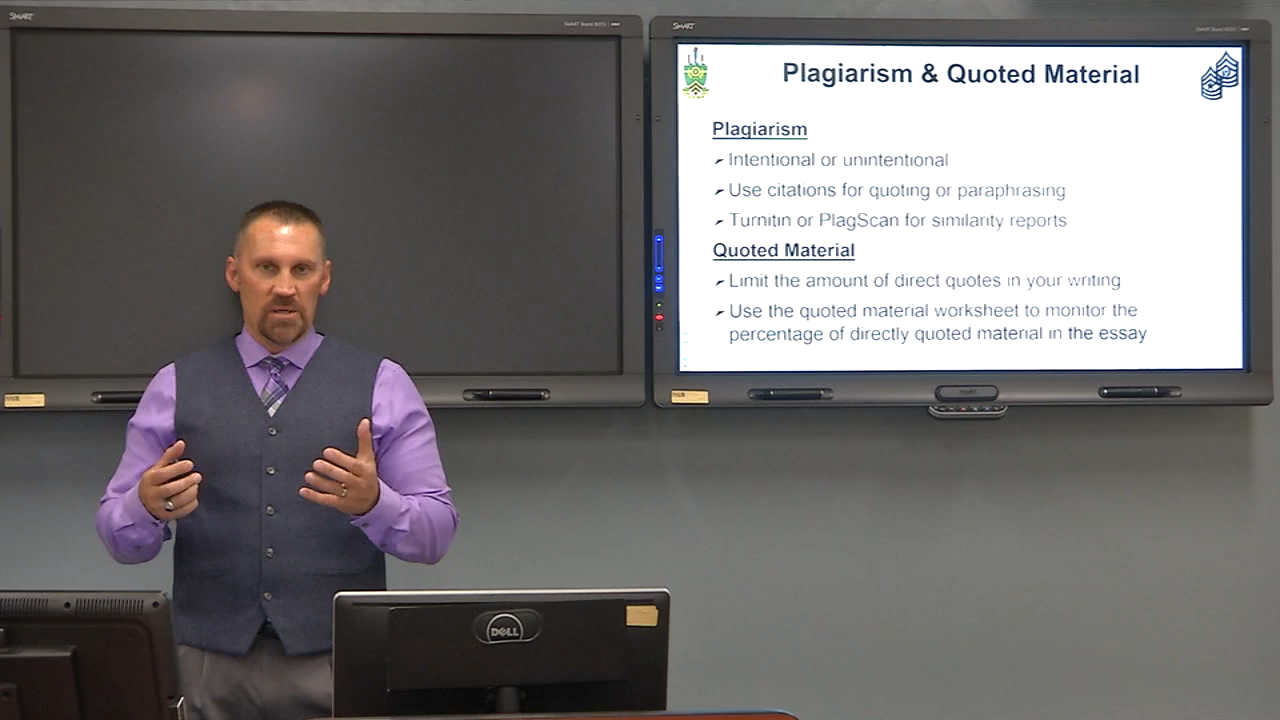 SMART
SMART
Plagiarism & Quoted Material
Plagiarism
Intentional or unintentional
Use citations for quoting or paraphrasing
Turnitin or PlagScan for similarity reports
Quoted Material
Limit the amount of direct quotes in your writing
Use the quoted material worksheet to monitor the
percentage of directly quoted material in the essay
DELL